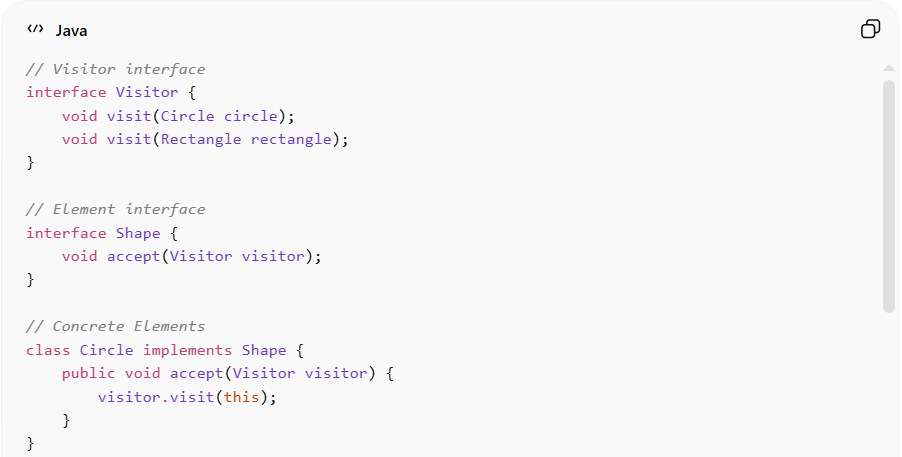 Java
// Visitor interface
interface Visitor {
    void visit(Circle circle);
    void visit(Rectangle rectangle);
}
// Element interface
interface Shape {
    void accept(Visitor visitor);
}
// Concrete Elements
class Circle implements Shape {
    public void accept(Visitor visitor) {
        visitor.visit(this);
    }
}